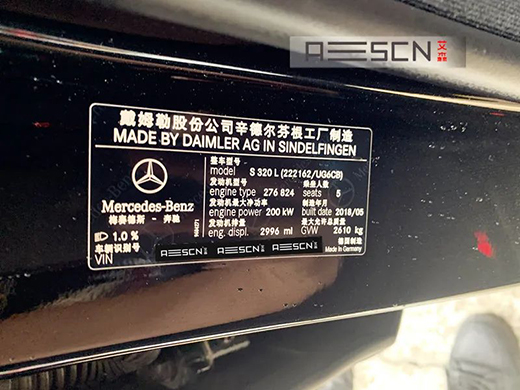 AESCN 艾森
戴姆勒股份公司辛德尔芬根工厂制造
MADE BY DAIMLER AG IN SINDELFINGEN
整车型号
model S 320 L (222162/UG6CB)
发动机型号 乘坐人数
engine type 276 824 seats 5
发动机最大净功率 制造年月
engine power 200 kW built date 2018/05
发动机排量 最大允许总质量
eng. displ. 2996 ml GVW 2610 kg
德国制造
Made in Germany
Mercedes-Benz
梅赛德斯 - 奔驰
1.0 %
车辆识别号
VIN
AESCN AESCN AESCN